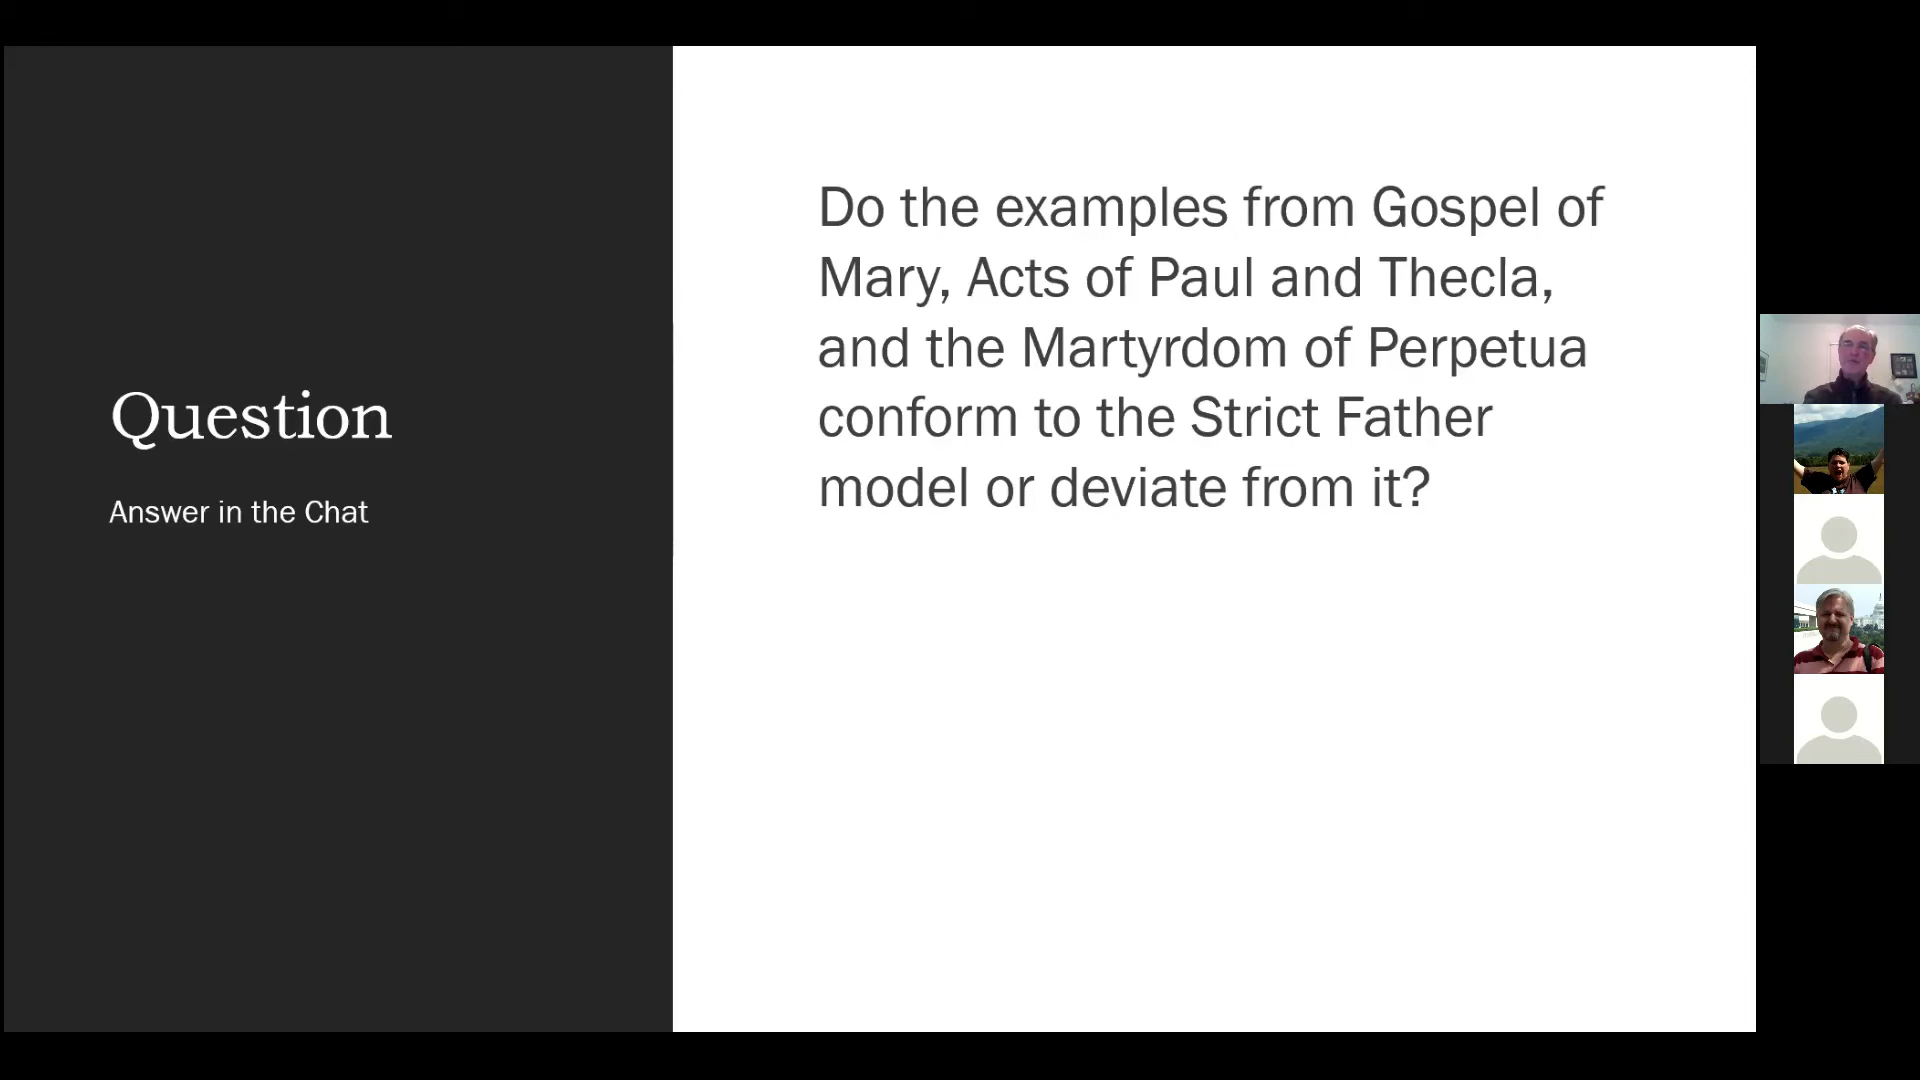 Question
Answer in the Chat
Do the examples from Gospel of
Mary, Acts of Paul and Thecla,
and the Martyrdom of Perpetua
conform to the Strict Father
model or deviate from it?